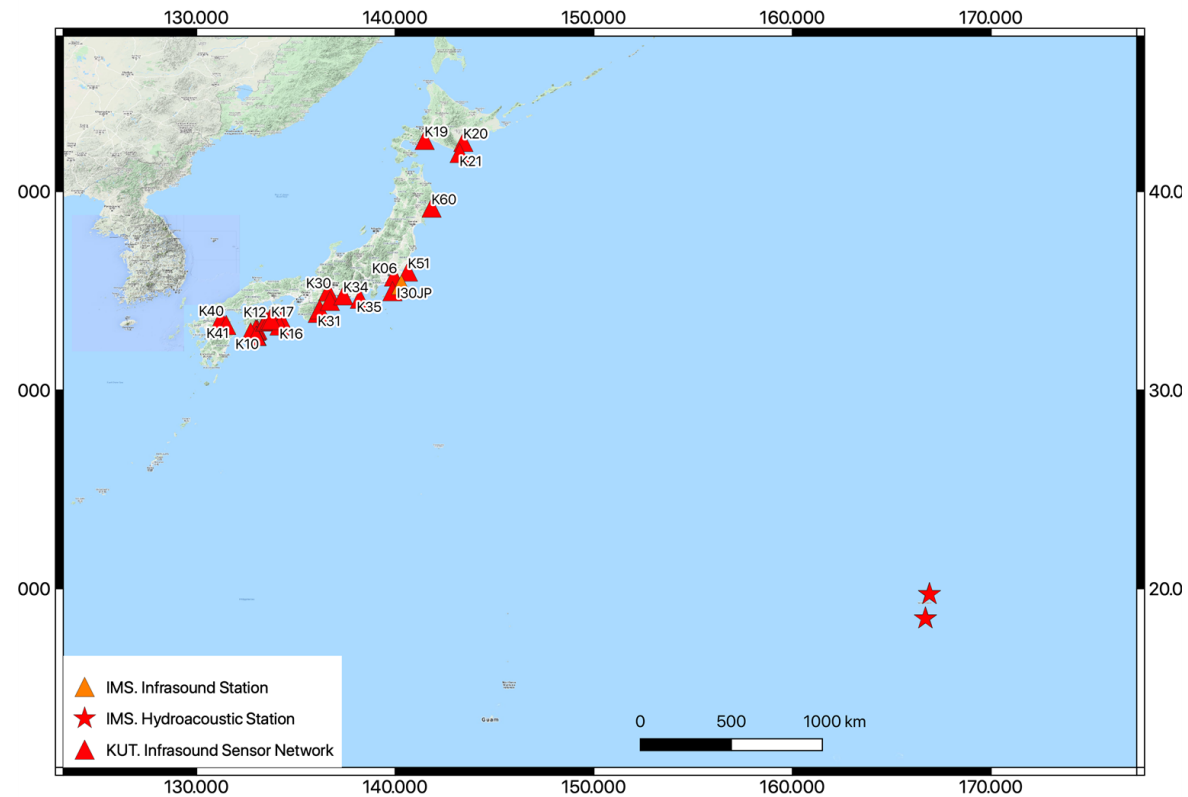 130.000 140.000 150.000 160.000 170.000
K19
K20
K21
000 40.0
K60
K51
K06
K30
K34
I30JP
K35
K40
K12
K17
K31
K41
K16
K10
000 30.0
000 20.0
IMS. Infrasound Station
IMS. Hydroacoustic Station
KUT. Infrasound Sensor Network
Guam
0 500 1000 km
130.000 140.000 150.000 160.000 170.000